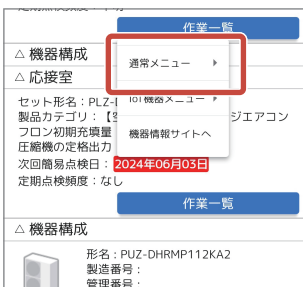 作業一覧
△ 機器構成
通常メニュー ▶
△ 応接室
IoT機器メニュー ▶
セット形名：PLZ-
製品カテゴリ：【 ジエアコン
フロン初期充填量
機器情報サイトへ
圧縮機の定格出力
次回簡易点検日： 2024年06月03日
定期点検頻度：なし
作業一覧
△ 機器構成
形名：PUZ-DHRMP112KA2
製造番号：
管理番号：